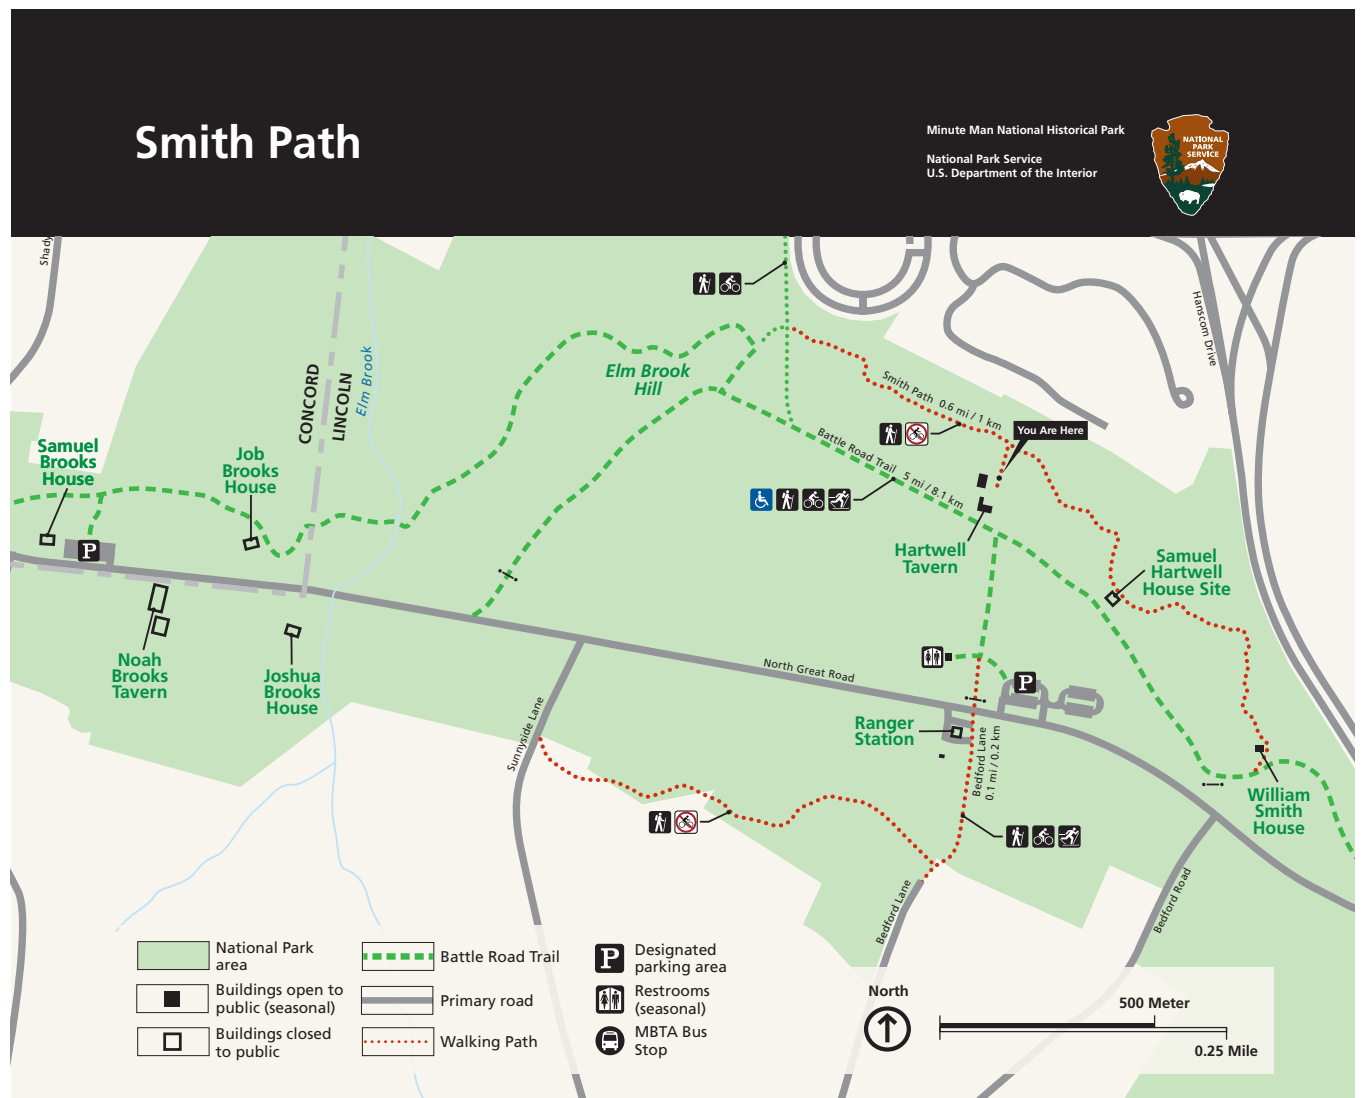 Smith Path
Minute Man National Historical Park
National Park Service
U.S. Department of the Interior
NATIONAL
PARK
SERVICE
Shady
Hanscom Drive
CONCORD
LINCOLN
Elm Brook
Elm Brook
Hill
Smith Path 0.6 mi / 1 km
You Are Here
Battle Road Trail 5 mi / 8.1 km
Samuel
Brooks
House
Job
Brooks
House
P
Hartwell
Tavern
Samuel
Hartwell
House Site
Noah
Brooks
Tavern
Joshua
Brooks
House
North Great Road
P
Sunnyside Lane
Ranger
Station
Bedford Lane
0.1 mi / 0.2 km
William
Smith
House
Bedford Lane
Bedford Road
National Park
area
Buildings open to
public (seasonal)
Buildings closed
to public
Battle Road Trail
Primary road
Walking Path
P
Designated
parking area
Restrooms
(seasonal)
MBTA Bus
Stop
North
500 Meter
0.25 Mile